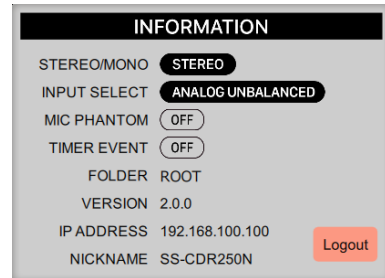 INFORMATION
STEREO/MONO STEREO
INPUT SELECT ANALOG UNBALANCED
MIC PHANTOM OFF
TIMER EVENT OFF
FOLDER ROOT
VERSION 2.0.0
IP ADDRESS 192.168.100.100
Logout
NICKNAME SS-CDR250N